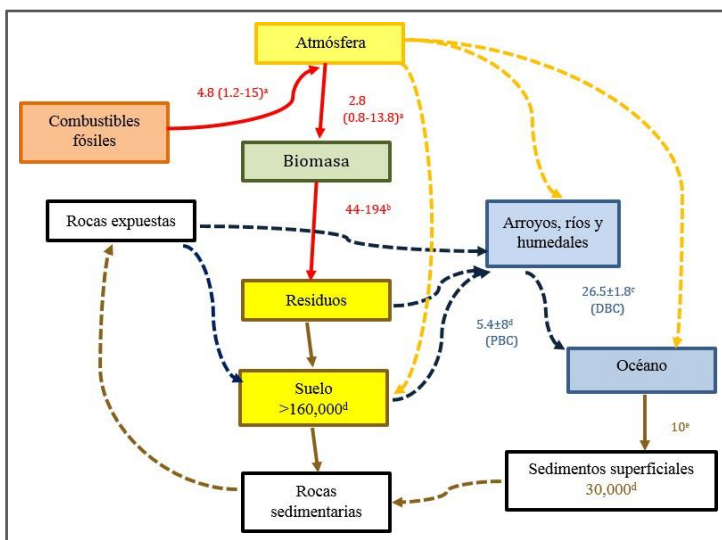 Atmósfera
4.8 (1.2-15)ᵃ
2.8
(0.8-13.8)ᵃ
Combustibles
fósiles
Biomasa
44-194ᵇ
Rocas expuestas
Arroyos, ríos y
humedales
Residuos
26.5±1.8ᶜ
(DBC)
5.4±8ᵈ
(PBC)
Océano
Suelo
>160,000ᵈ
10ᵉ
Sedimentos superficiales
30,000ᵈ
Rocas
sedimentarias